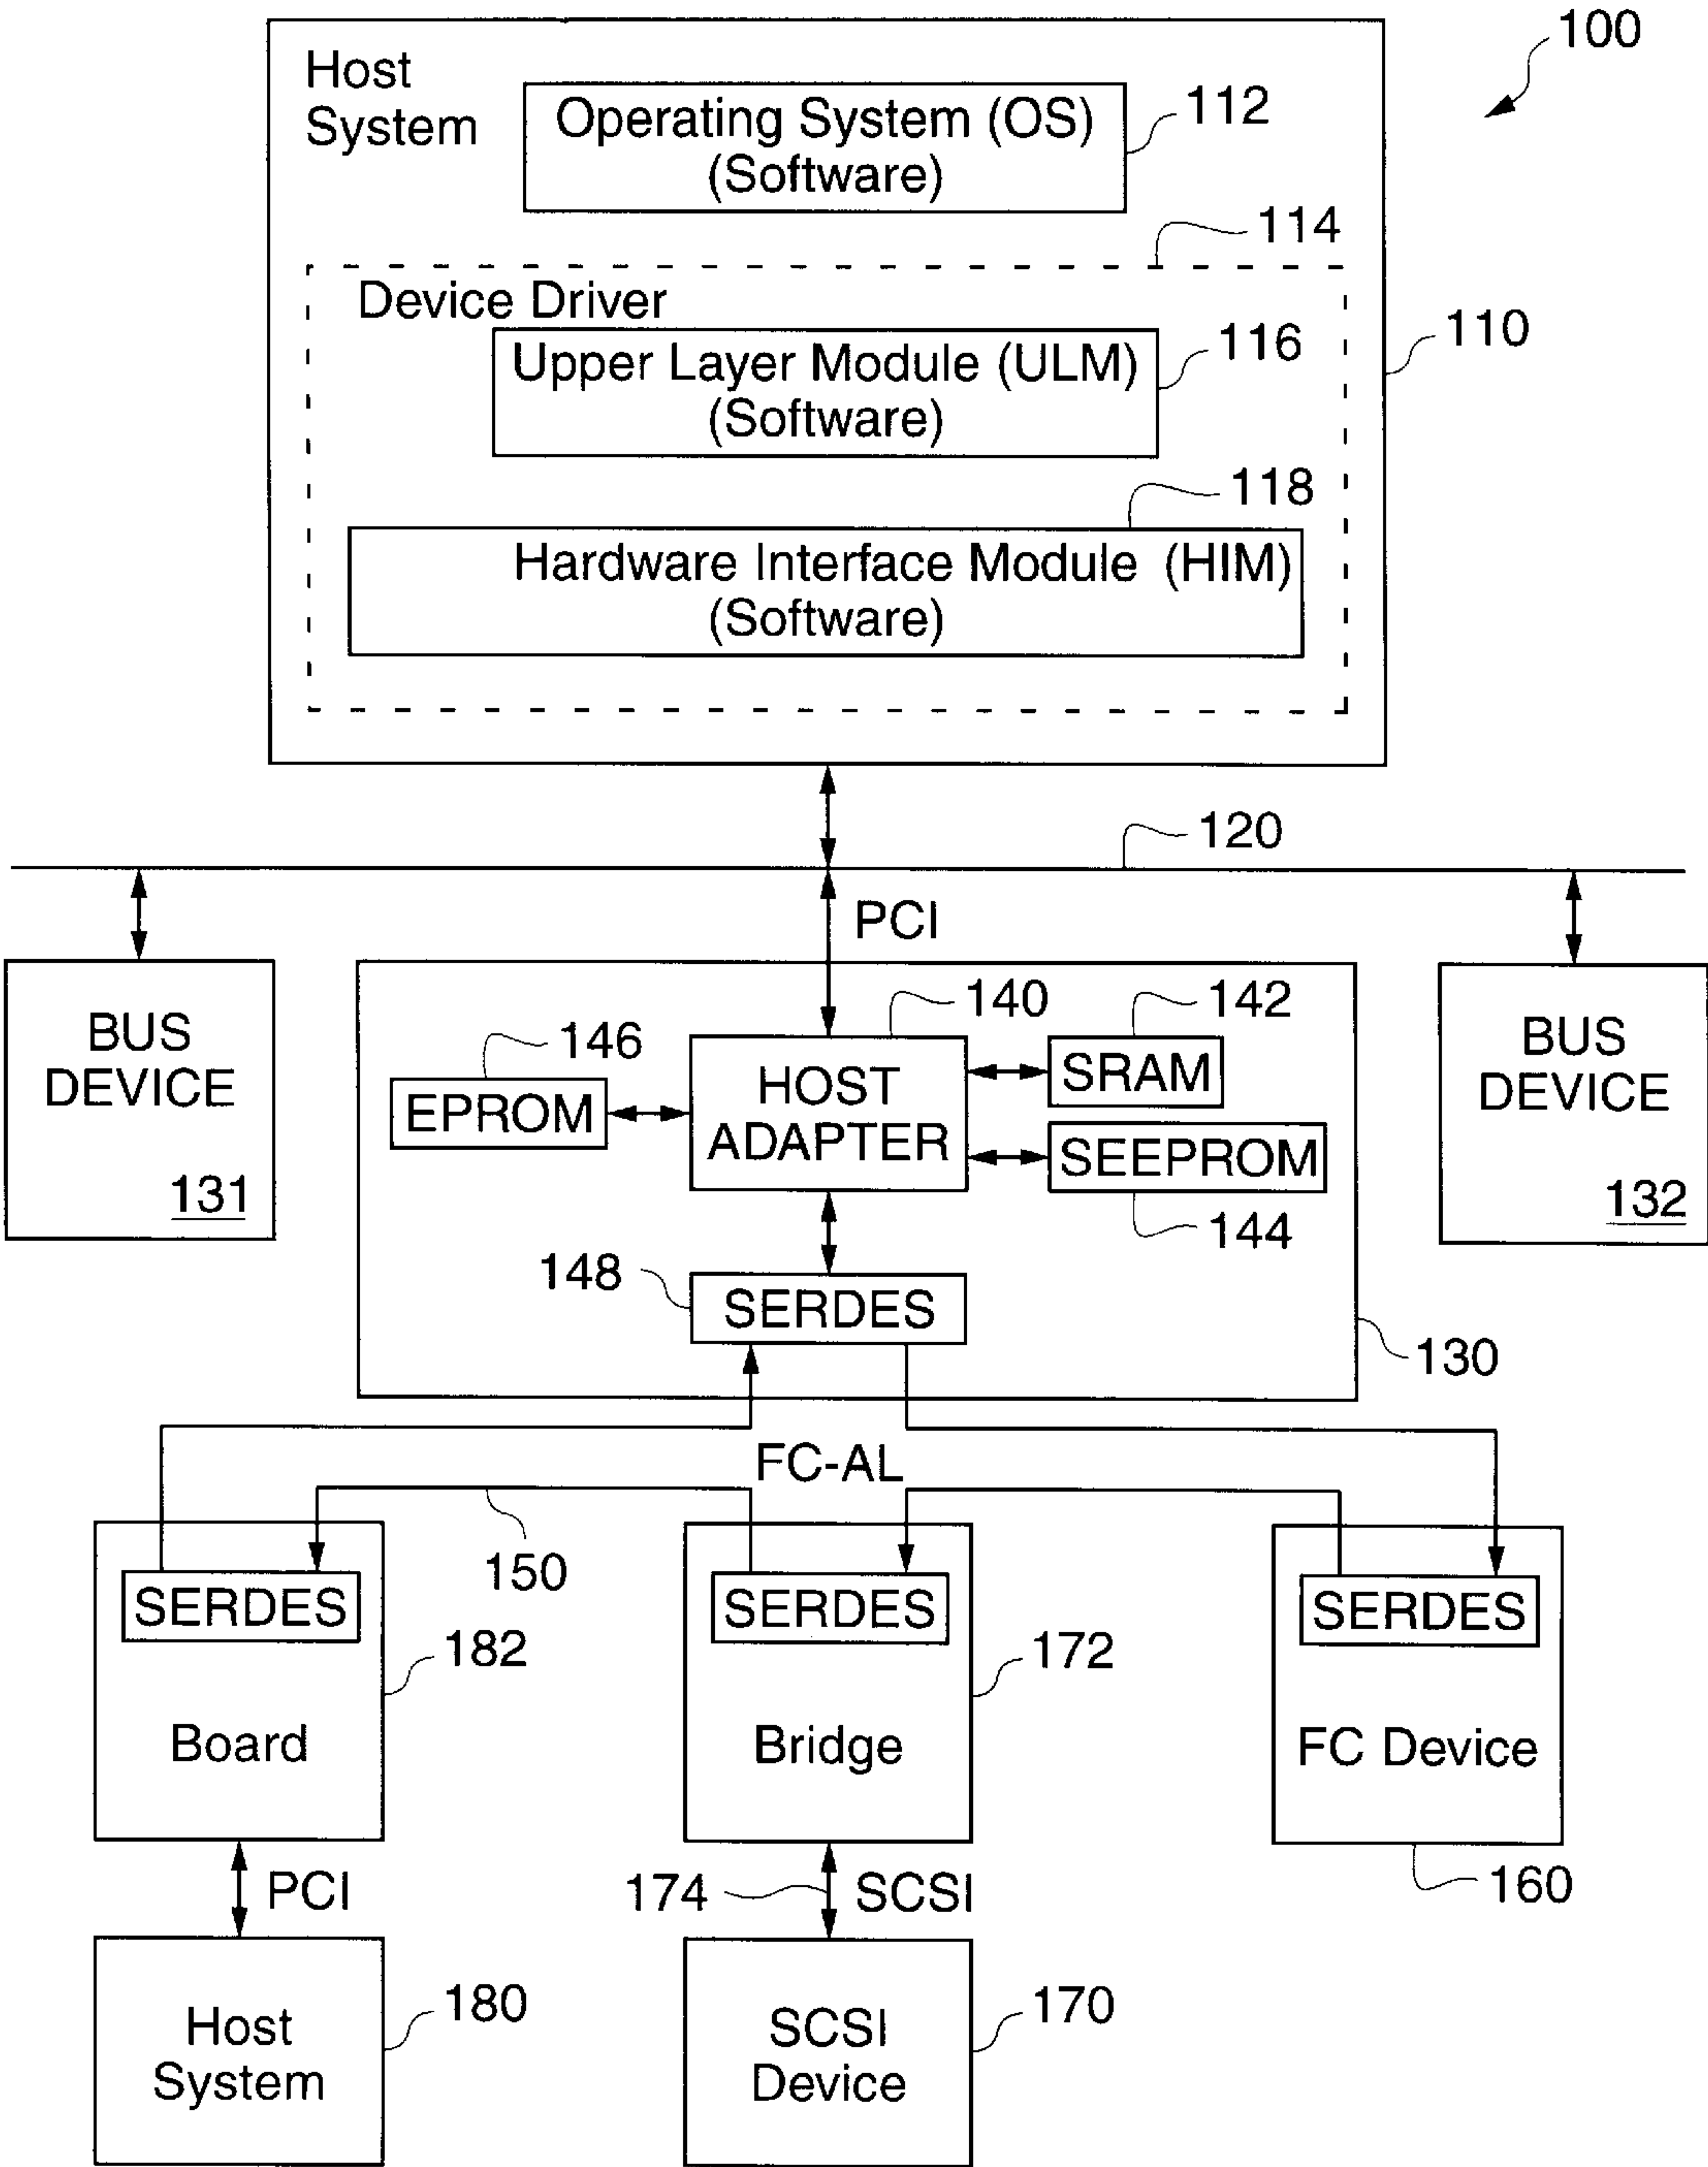 100
Host
System
Operating System (OS)
(Software)
112
114
Device Driver
110
Upper Layer Module (ULM)
(Software)
116
118
Hardware Interface Module (HIM)
(Software)
120
PCI
BUS
DEVICE
131
140
142
146
HOST
ADAPTER
SRAM
EPROM
SEEPROM
144
148
SERDES
130
BUS
DEVICE
132
FC-AL
150
SERDES
182
Board
SERDES
172
Bridge
SERDES
FC Device
160
PCI
174
SCSI
Host
System
180
SCSI
Device
170